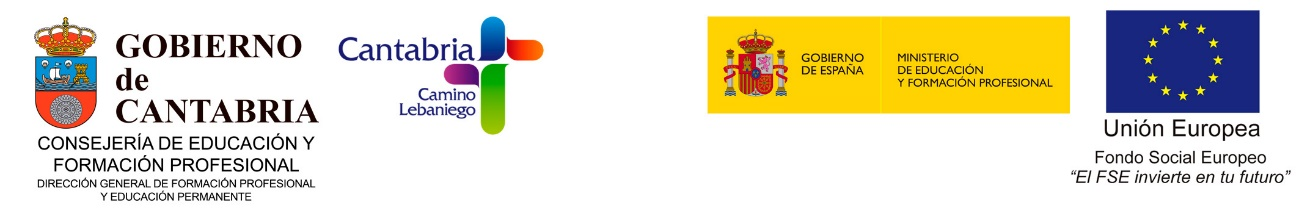 GOBIERNO
de
CANTABRIA
CONSEJERÍA DE EDUCACIÓN Y
FORMACIÓN PROFESIONAL
DIRECCIÓN GENERAL DE FORMACIÓN PROFESIONAL
Y EDUCACIÓN PERMANENTE
Cantabria
Camino
Lebaniego
GOBIERNO
DE ESPAÑA
MINISTERIO
DE EDUCACIÓN
Y FORMACIÓN PROFESIONAL
Unión Europea
Fondo Social Europeo
“El FSE invierte en tu futuro”